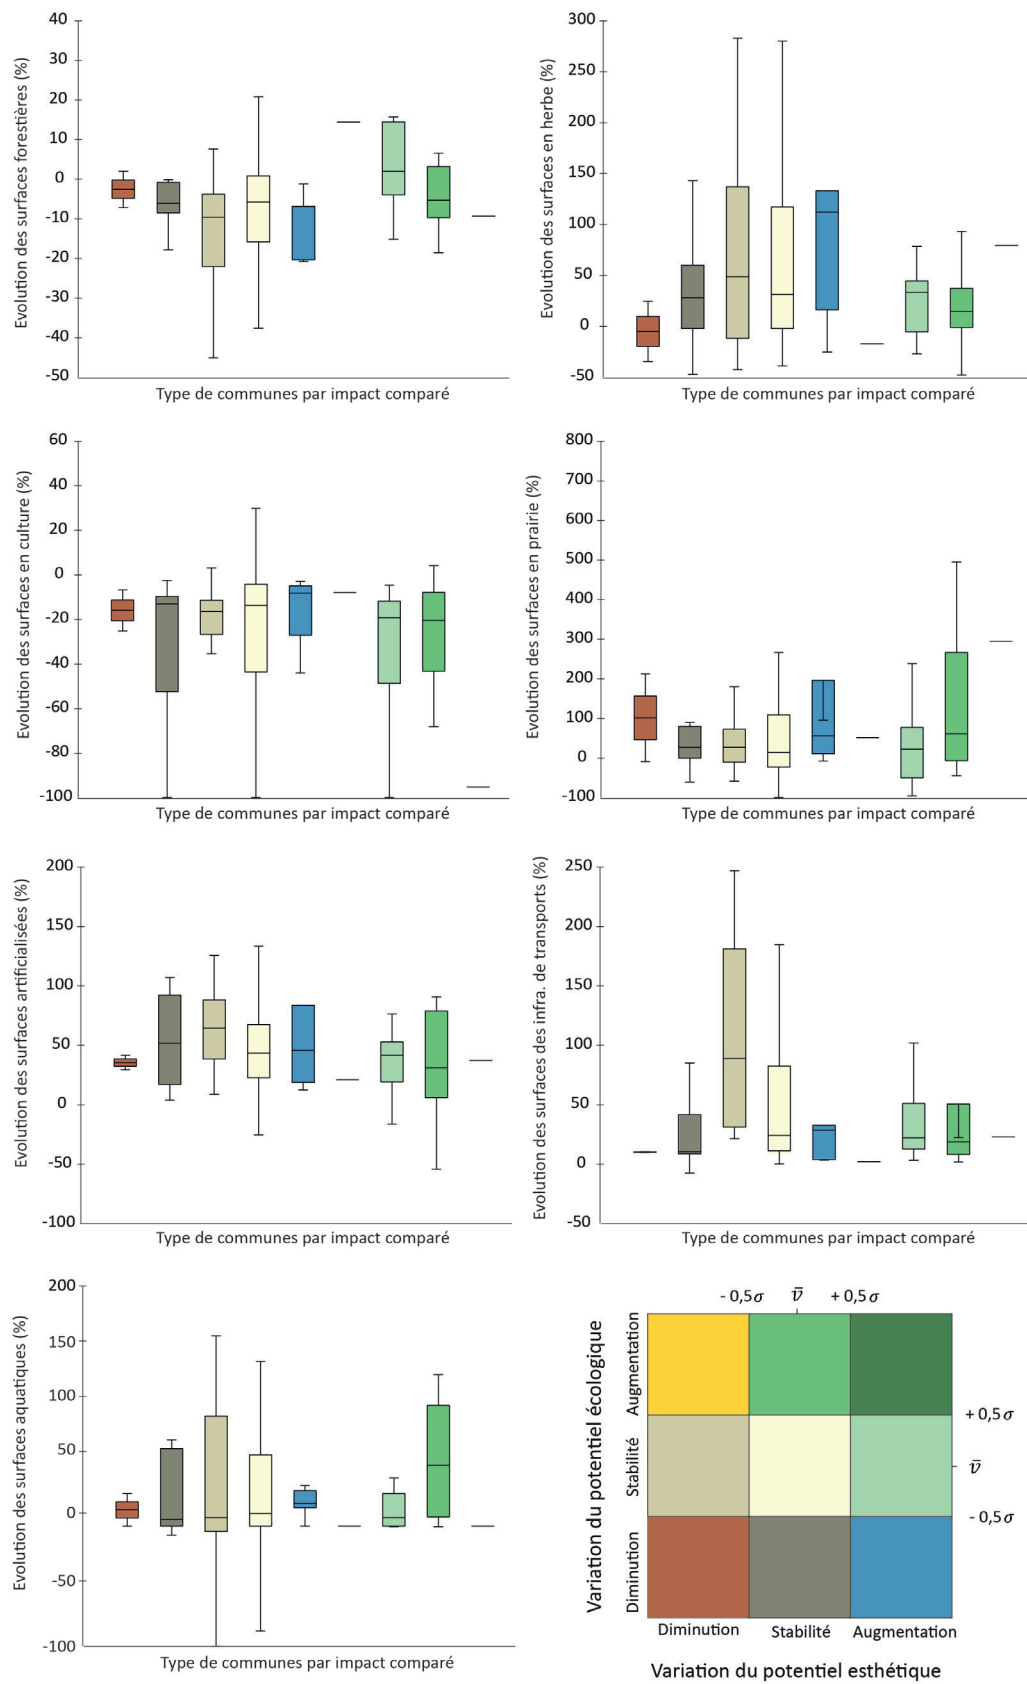 Evolution des surfaces forestières (%)
40
30
20
10
0
-10
-20
-30
-40
-50
Type de communes par impact comparé
Evolution des surfaces en herbe (%)
300
250
200
150
100
50
0
-50
Type de communes par impact comparé
Evolution des surfaces en culture (%)
60
40
20
0
-20
-40
-60
-80
-100
Type de communes par impact comparé
Evolution des surfaces en prairie (%)
800
700
600
500
400
300
200
100
0
-100
Type de communes par impact comparé
Evolution des surfaces artificialisées (%)
200
150
100
50
0
-50
-100
Type de communes par impact comparé
Evolution des surfaces des infra. de transports (%)
250
200
150
100
50
0
-50
Type de communes par impact comparé
Evolution des surfaces aquatiques (%)
200
150
100
50
0
-50
-100
Type de communes par impact comparé
- 0,5σ v̄ + 0,5σ
Variation du potentiel écologique
Augmentation
Stabilité
Diminution
+ 0,5σ
v̄
- 0,5σ
Diminution Stabilité Augmentation
Variation du potentiel esthétique